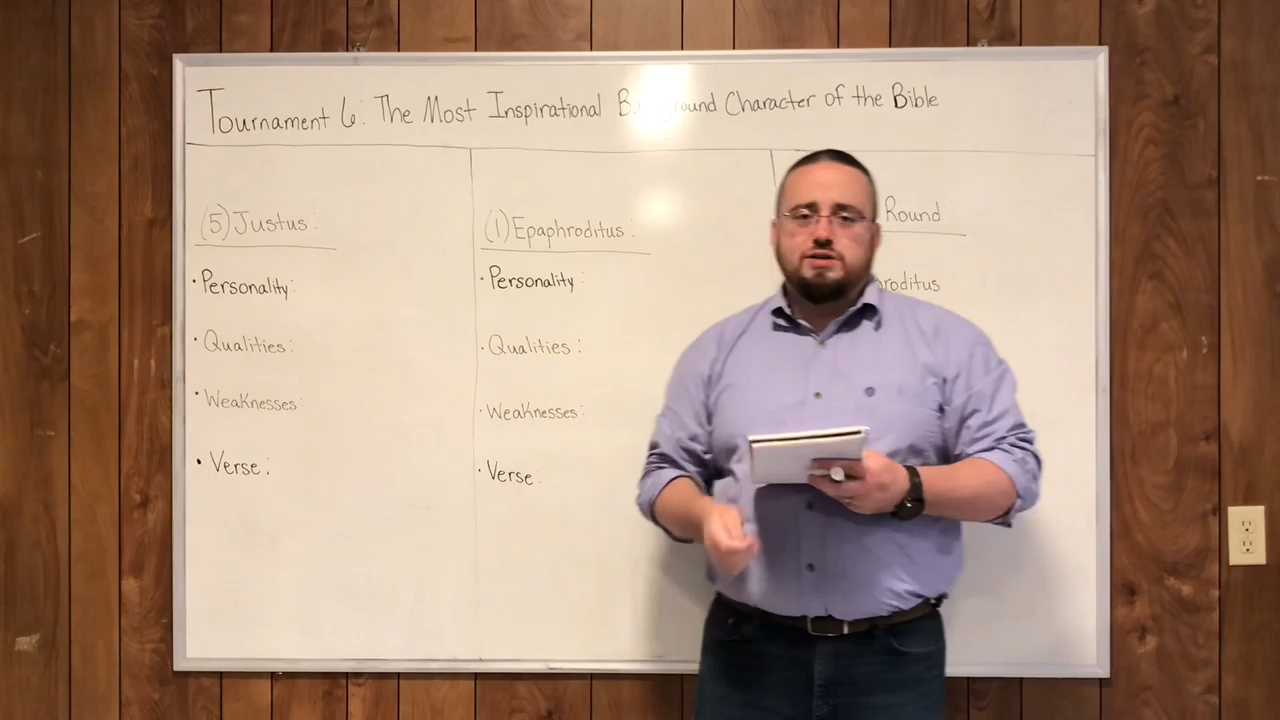 Tournament 6: The Most Inspirational Character of the Bible
(5) Justus:
• Personality:
• Qualities:
• Weaknesses:
• Verse:
(1) Epaphroditus:
• Personality:
• Qualities:
• Weaknesses:
• Verse:
Round:
roditus